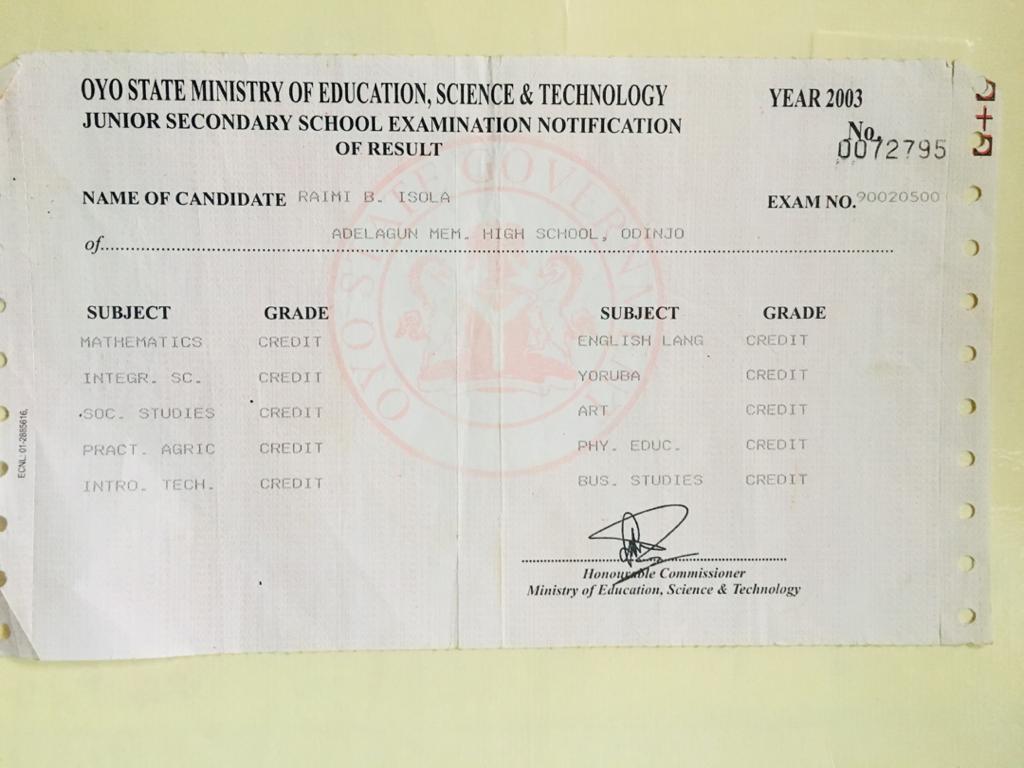 OYO STATE MINISTRY OF EDUCATION, SCIENCE & TECHNOLOGY YEAR 2003
JUNIOR SECONDARY SCHOOL EXAMINATION NOTIFICATION No. 0072795
OF RESULT
NAME OF CANDIDATE RAIMI B. ISOLA EXAM NO. 90020500
of ADELAGUN MEM. HIGH SCHOOL, ODINJO
SUBJECT GRADE SUBJECT GRADE
MATHEMATICS CREDIT ENGLISH LANG CREDIT
INTEGR. SC. CREDIT YORUBA CREDIT
SOC. STUDIES CREDIT ART CREDIT
PRACT. AGRIC CREDIT PHY. EDUC. CREDIT
INTRO. TECH. CREDIT BUS. STUDIES CREDIT
Honourable Commissioner
Ministry of Education, Science & Technology
ECNL: 01-2885616,
OYO STATE GOVERNMENT